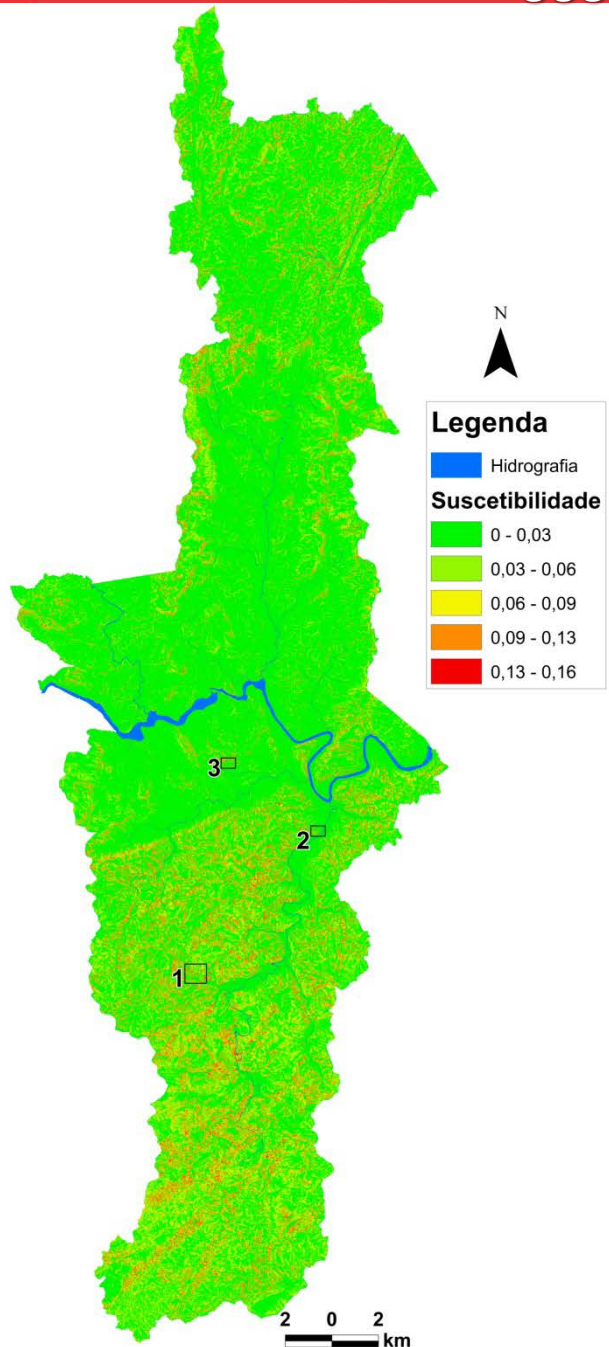 N
Legenda
Hidrografia
Suscetibilidade
0 - 0,03
0,03 - 0,06
0,06 - 0,09
0,09 - 0,13
0,13 - 0,16
3
2
1
2 0 2
km